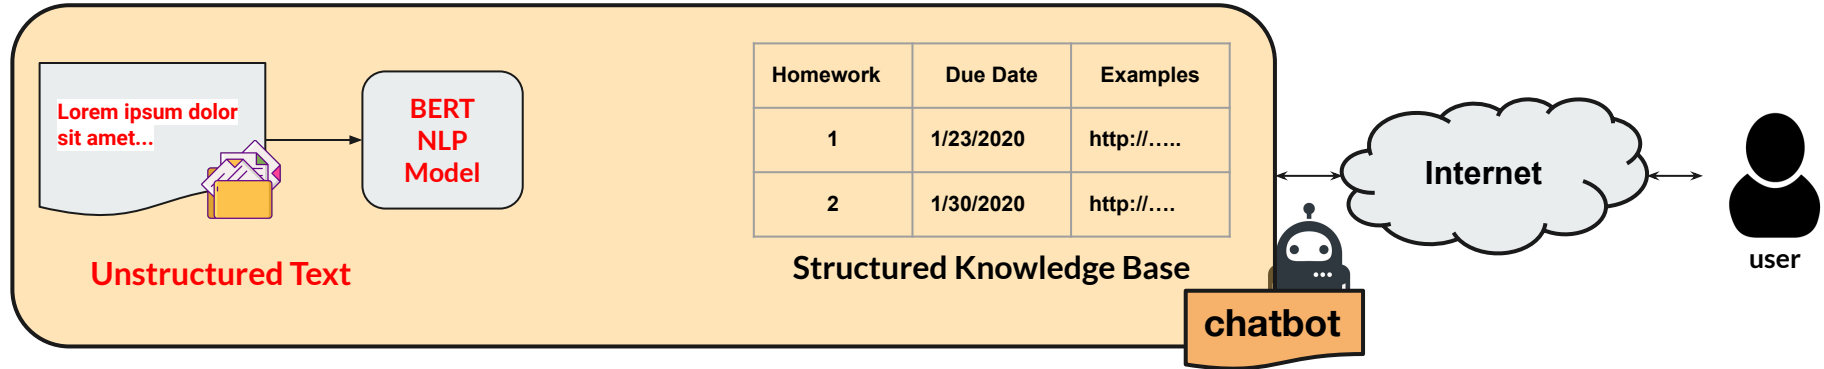 Lorem ipsum dolor
sit amet...
BERT
NLP
Model
Unstructured Text
Homework Due Date Examples
1 1/23/2020 http://.....
2 1/30/2020 http://....
Structured Knowledge Base
chatbot
Internet
user